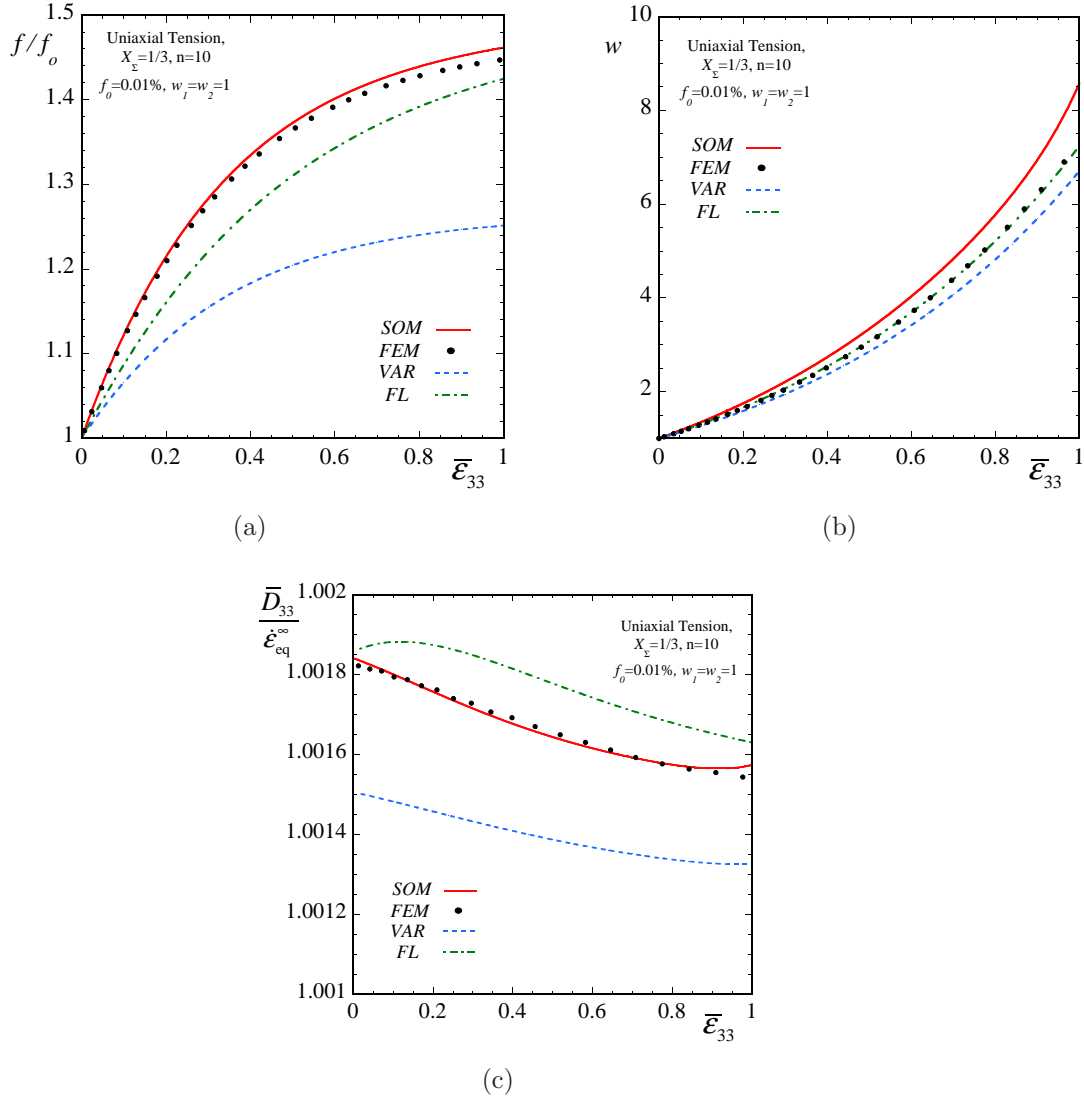 1.5
f/f_o
Uniaxial Tension,
X_Σ=1/3, n=10
f_0=0.01%, w_1=w_2=1
1.4
1.3
1.2
1.1
1
SOM
FEM
VAR
FL
0 0.2 0.4 0.6 0.8 1
ε̅_33
(a)
10
w
Uniaxial Tension,
X_Σ=1/3, n=10
f_0=0.01%, w_1=w_2=1
8
6
4
2
SOM
FEM
VAR
FL
0 0.2 0.4 0.6 0.8 1
ε̅_33
(b)
1.002
D̅_33
ε̇_eq^∞
Uniaxial Tension,
X_Σ=1/3, n=10
f_0=0.01%, w_1=w_2=1
1.0018
1.0016
1.0014
1.0012
1.001
SOM
FEM
VAR
FL
0 0.2 0.4 0.6 0.8 1
ε̅_33
(c)